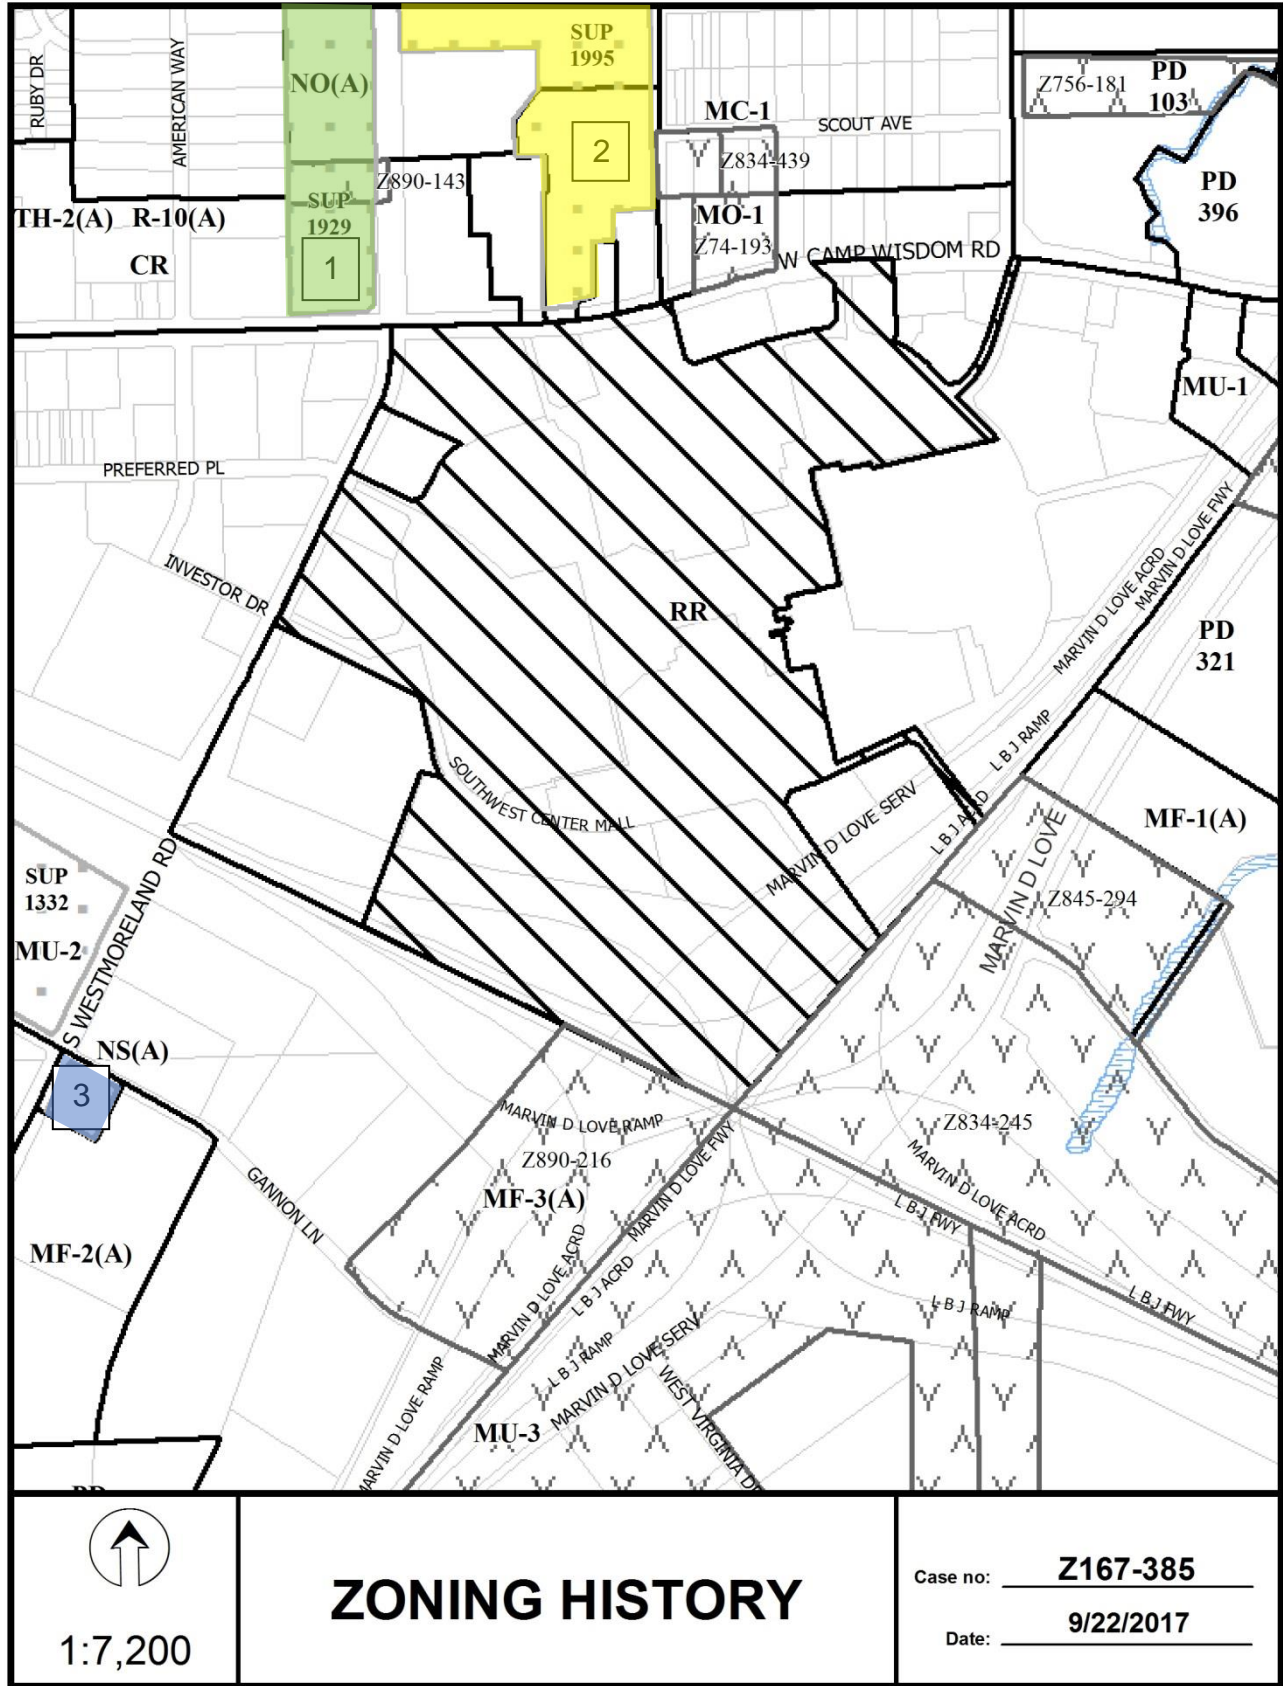 SUP
1995
RUBY DR
AMERICAN WAY
NO(A)
Z756-181
PD
103
MC-1
SCOUT AVE
2
Z834-439
Z890-143
PD
396
TH-2(A)
R-10(A)
SUP
1929
MO-1
CR
1
Z74-193
W CAMP WISDOM RD
MU-1
PREFERRED PL
MARVIN D LOVE FWY
MARVIN D LOVE ACRD
INVESTOR DR
RR
PD
321
L B J RAMP
SOUTHWEST CENTER MALL
MARVIN D LOVE SERV
L B J ACRD
MF-1(A)
MARVIN D LOVE
SUP
1332
Z845-294
MU-2
S WESTMORELAND RD
NS(A)
3
MARVIN D LOVE RAMP
Z834-245
Z890-216
MARVIN D LOVE FWY
MARVIN D LOVE ACRD
MF-3(A)
L B J FWY
GANNON LN
MF-2(A)
MARVIN D LOVE ACRD
L B J ACRD
L B J RAMP
L B J FWY
L B J RAMP
MARVIN D LOVE SERV
MARVIN D LOVE RAMP
WEST VIRGINIA
MU-3
1:7,200
ZONING HISTORY
Case no: Z167-385
Date: 9/22/2017